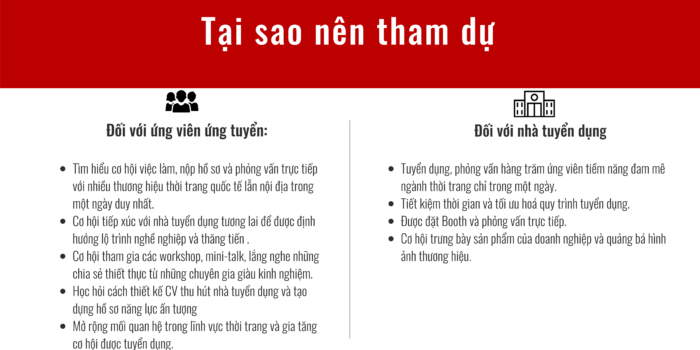 Tại sao nên tham dự
Đối với ứng viên ứng tuyển:
Tìm hiểu cơ hội việc làm, nộp hồ sơ và phỏng vấn trực tiếp
với nhiều thương hiệu thời trang quốc tế lẫn nội địa trong
một ngày duy nhất.
Cơ hội tiếp xúc với nhà tuyển dụng tương lai để được định
hướng lộ trình nghề nghiệp và thăng tiến .
Cơ hội tham gia các workshop, mini-talk, lắng nghe những
chia sẻ thiết thực từ những chuyên gia giàu kinh nghiệm.
Học hỏi cách thiết kế CV thu hút nhà tuyển dụng và tạo
dựng hồ sơ năng lực ấn tượng
Mở rộng mối quan hệ trong lĩnh vực thời trang và gia tăng
cơ hội được tuyển dụng.
Đối với nhà tuyển dụng
Tuyển dụng, phỏng vấn hàng trăm ứng viên tiềm năng đam mê
ngành thời trang chỉ trong một ngày.
Tiết kiệm thời gian và tối ưu hoá quy trình tuyển dụng.
Được đặt Booth và phỏng vấn trực tiếp.
Cơ hội trưng bày sản phẩm của doanh nghiệp và quảng bá hình
ảnh thương hiệu.